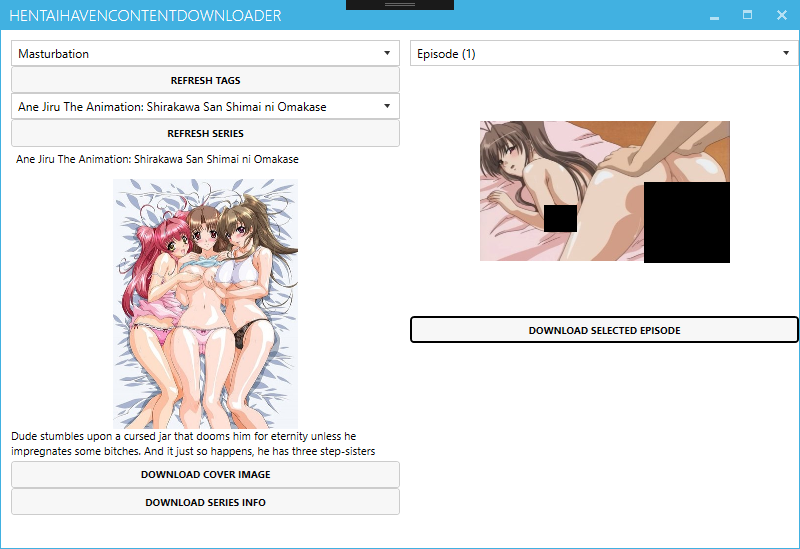 HENTAIHAVENCONTENTDOWNLOADER
Masturbation
REFRESH TAGS
Ane Jiru The Animation: Shirakawa San Shimai ni Omakase
REFRESH SERIES
Ane Jiru The Animation: Shirakawa San Shimai ni Omakase
Dude stumbles upon a cursed jar that dooms him for eternity unless he
impregnates some bitches. And it just so happens, he has three step-sisters
DOWNLOAD COVER IMAGE
DOWNLOAD SERIES INFO
Episode (1)
DOWNLOAD SELECTED EPISODE